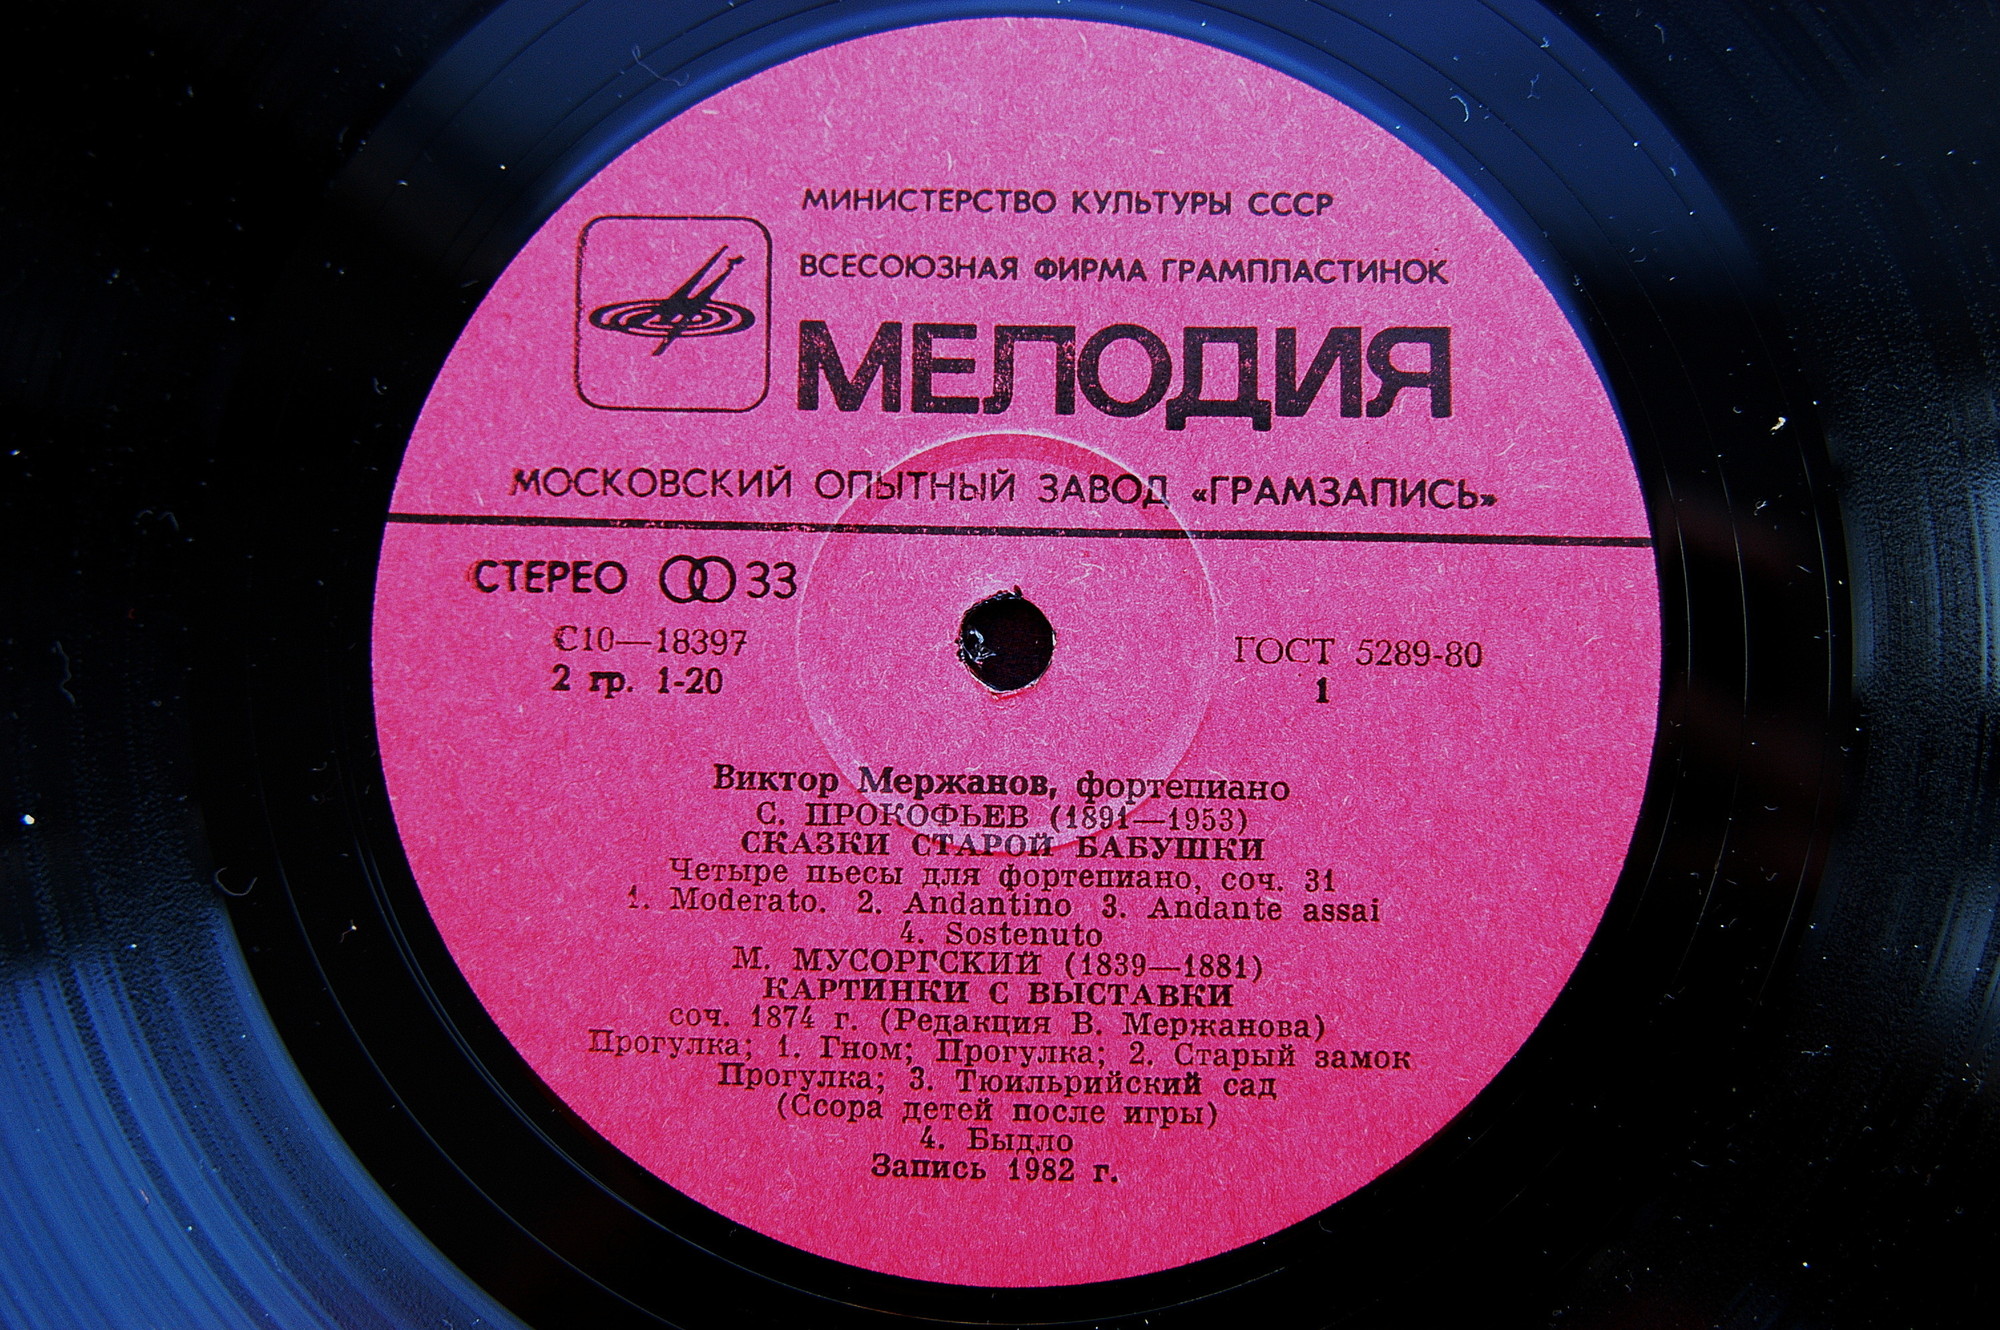 МИНИСТЕРСТВО КУЛЬТУРЫ СССР
ВСЕСОЮЗНАЯ ФИРМА ГРАМПЛАСТИНОК
МЕЛОДИЯ
МОСКОВСКИЙ ОПЫТНЫЙ ЗАВОД «ГРАМЗАПИСЬ»
СТЕРЕО 33
С10—18397
2 гр. 1-20
ГОСТ 5289-80
1
Виктор Мержанов, фортепиано
С. ПРОКОФЬЕВ (1891—1953)
СКАЗКИ СТАРОЙ БАБУШКИ
Четыре пьесы для фортепиано, соч. 31
1. Moderato. 2. Andantino 3. Andante assai
4. Sostenuto
М. МУСОРГСКИЙ (1839—1881)
КАРТИНКИ С ВЫСТАВКИ
соч. 1874 г. (Редакция В. Мержанова)
Прогулка; 1. Гном; Прогулка; 2. Старый замок
Прогулка; 3. Тюильрийский сад
(Ссора детей после игры)
4. Быдло
Запись 1982 г.